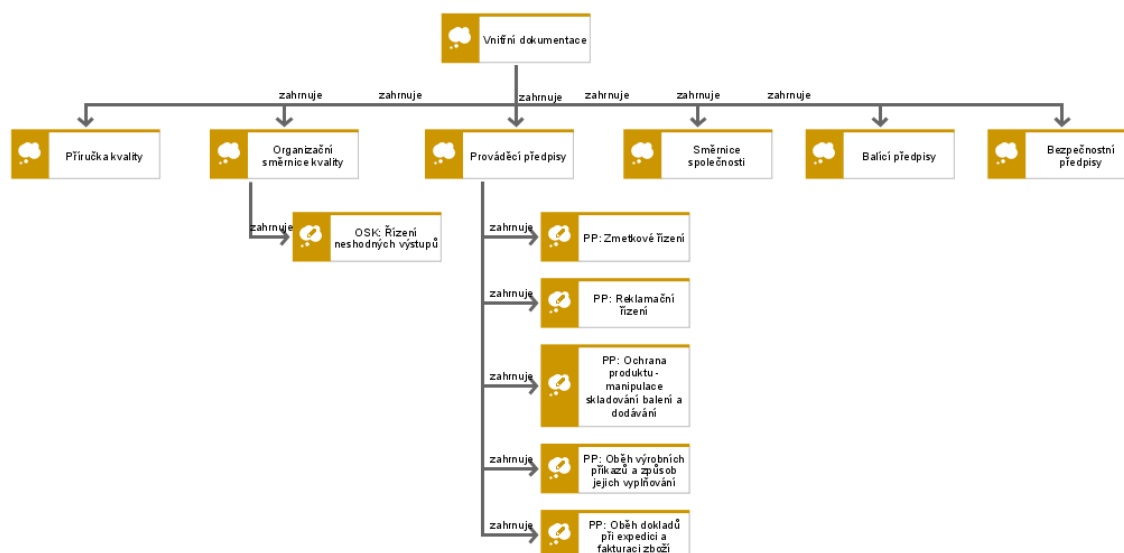 Vnitřní dokumentace
zahrnuje zahrnuje zahrnuje zahrnuje zahrnuje zahrnuje
Příručka kvality
Organizační
směrnice kvality
Prováděcí předpisy
Směrnice
společnosti
Balící předpisy
Bezpečnostní
předpisy
zahrnuje
OSK: Řízení
neshodných výstupů
zahrnuje
PP: Zmetkové řízení
zahrnuje
PP: Reklamační
řízení
zahrnuje
PP: Ochrana
produktu -
manipulace
skladování balení a
dodávání
zahrnuje
PP: Oběh výrobních
příkazů a způsob
jejich vyplňování
zahrnuje
PP: Oběh dokladů
při expedici a
fakturaci zboží